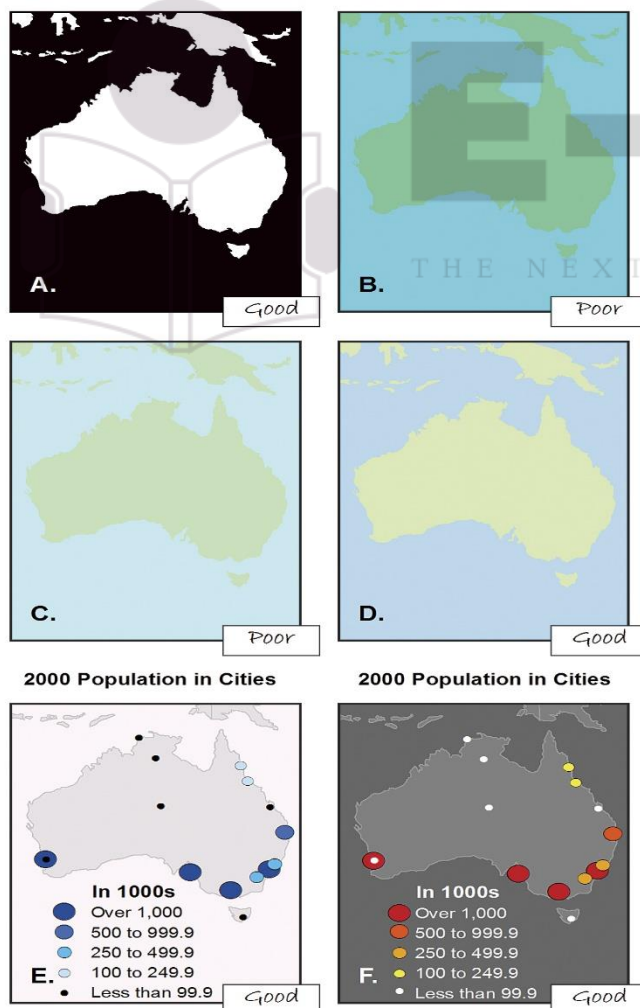 A.
Good
E-
THE NEXT
B.
Poor
C.
Poor
D.
Good
2000 Population in Cities
In 1000s
Over 1,000
500 to 999.9
250 to 499.9
100 to 249.9
Less than 99.9
E.
Good
2000 Population in Cities
In 1000s
Over 1,000
500 to 999.9
250 to 499.9
100 to 249.9
Less than 99.9
F.
Good